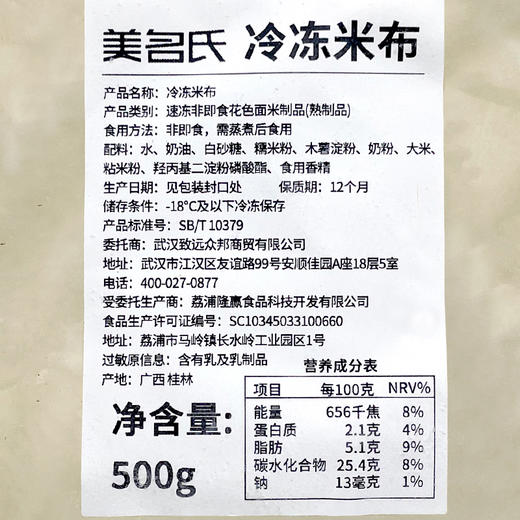 美名氏 冷冻米布
产品名称: 冷冻米布
产品类别: 速冻非即食花色面米制品(熟制品)
食用方法: 非即食，需蒸煮后食用
配料: 水、奶油、白砂糖、糯米粉、木薯淀粉、奶粉、大米、
粘米粉、羟丙基二淀粉磷酸酯、食用香精
生产日期: 见包装封口处 保质期: 12个月
储存条件: -18°C及以下冷冻保存
产品标准号: SB/T 10379
委托商: 武汉致远众邦商贸有限公司
地址: 武汉市江汉区友谊路99号安顺佳园A座18层5室
电话: 400-027-0877
受委托生产商: 荔浦隆赢食品科技开发有限公司
食品生产许可证编号: SC10345033100660
地址: 荔浦市马岭镇长水岭工业园区1号
过敏原信息: 含有乳及乳制品
产地: 广西 桂林
净含量:
500g
营养成分表
项目 每100克 NRV%
能量 656千焦 8%
蛋白质 2.1克 4%
脂肪 5.1克 9%
碳水化合物 25.4克 8%
钠 13毫克 1%